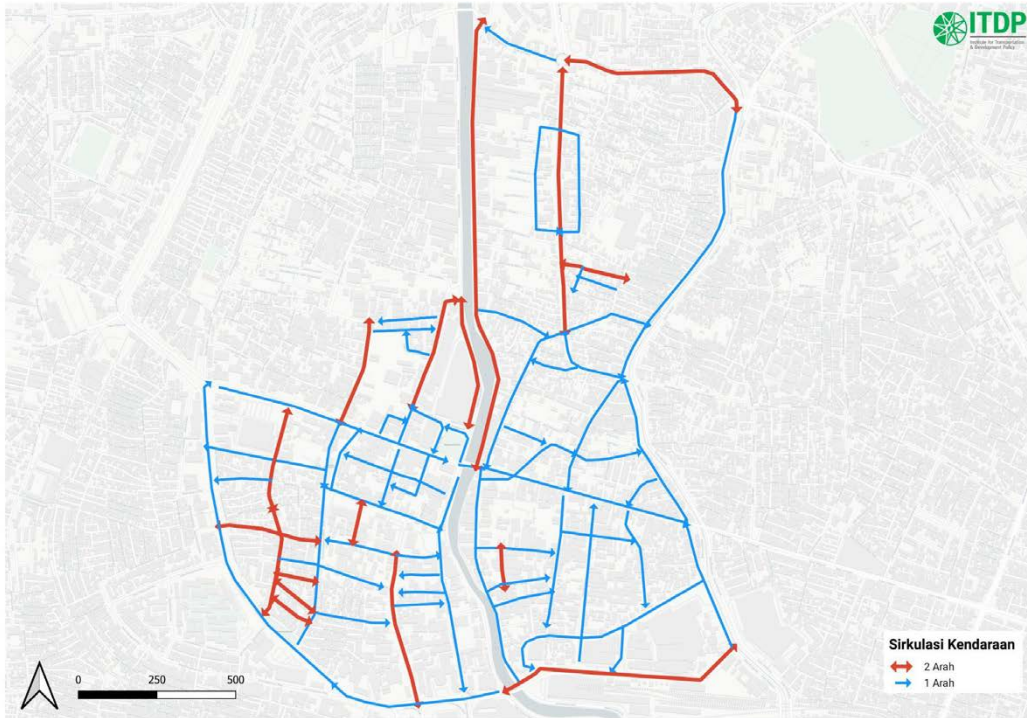 ITDP
Institute for Transportation
& Development Policy
Sirkulasi Kendaraan
2 Arah
1 Arah
0 250 500